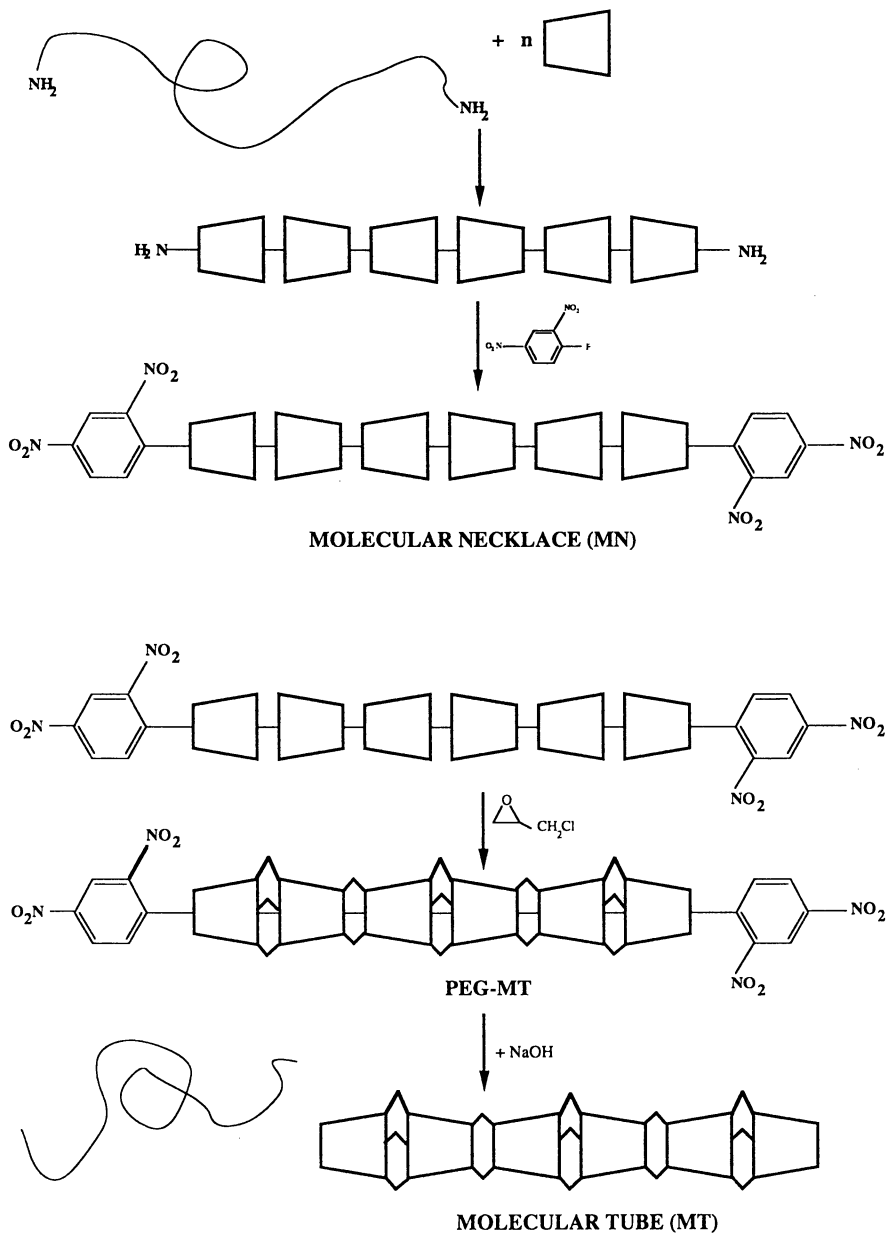 + n
NH2
NH2
H2N
NH2
NO2
O2N
F
NO2
O2N
NO2
NO2
MOLECULAR NECKLACE (MN)
NO2
O2N
NO2
NO2
O
CH2Cl
NO2
O2N
NO2
NO2
PEG-MT
+ NaOH
MOLECULAR TUBE (MT)